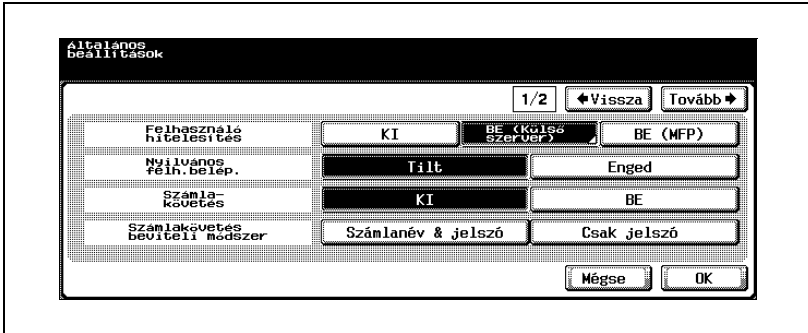 Általános
beállítások
1/2 Vissza Tovább
Felhasználó
hitelesítés
KI BE (Külső
szerver) BE (MFP)
Nyilvános
felh.belép.
Tilt Enged
Számla-
követés
KI BE
Számlakövetés
beviteli módszer
Számlanév & jelszó Csak jelszó
Mégse OK